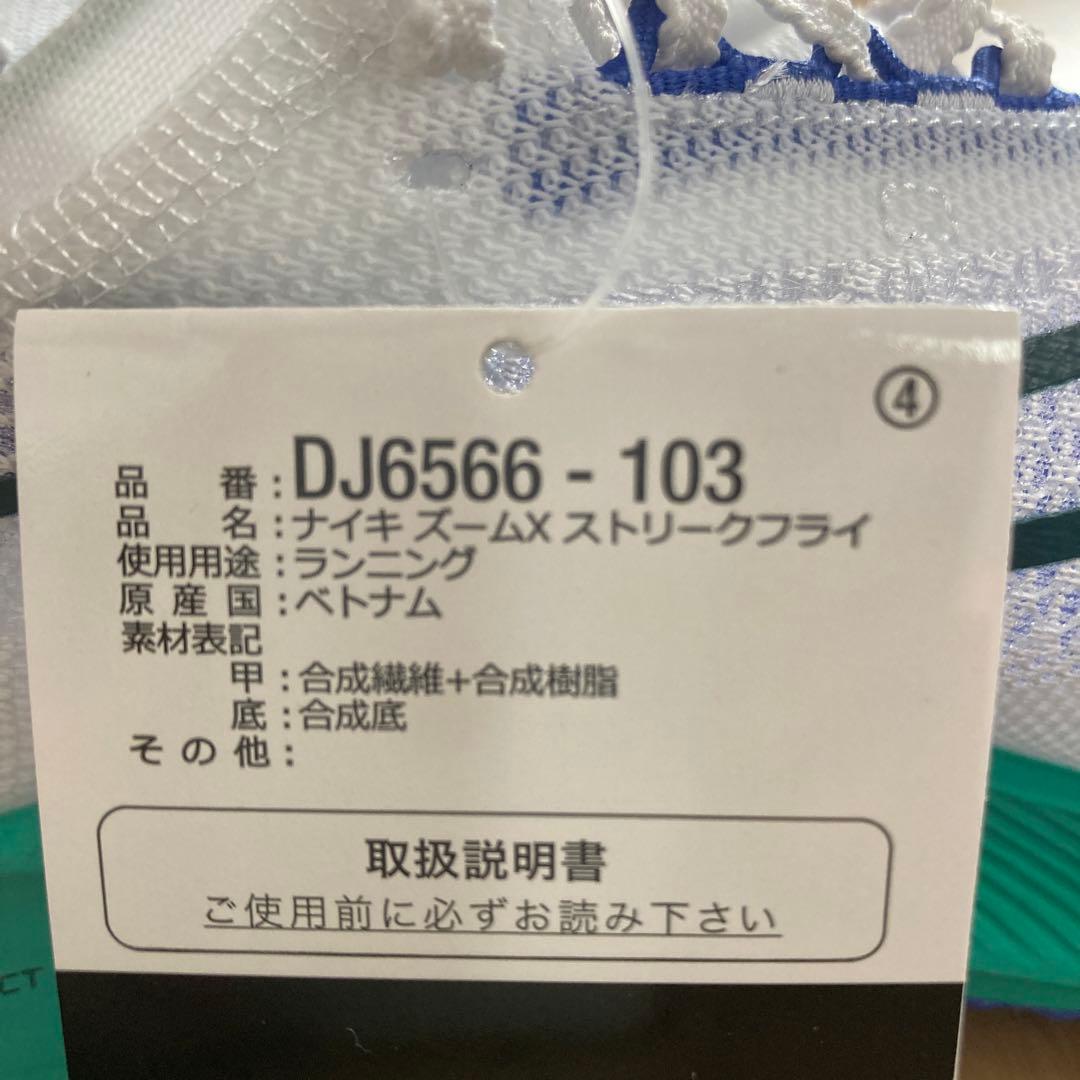 ④
品番:DJ6566-103
品名:ナイキ ズームX ストリークフライ
使用用途:ランニング
原産国:ベトナム
素材表記
甲:合成繊維+合成樹脂
底:合成底
その他:
取扱説明書
ご使用前に必ずお読み下さい
CT